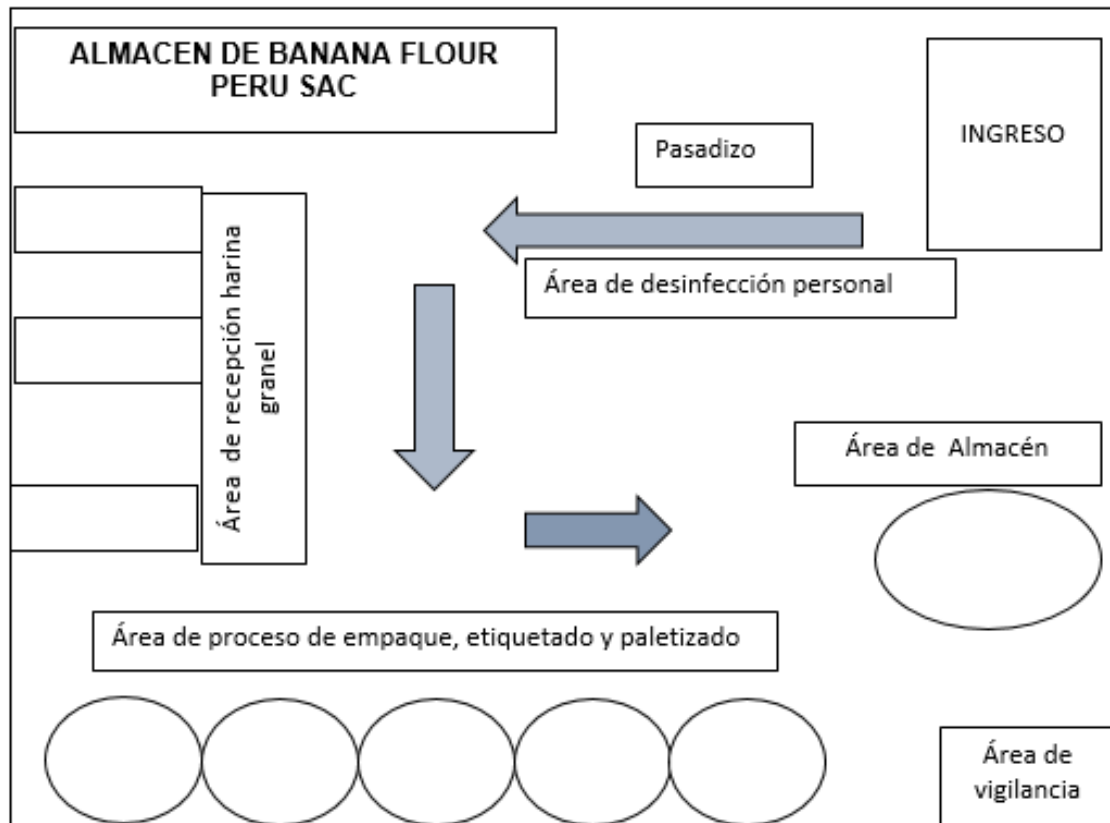 ALMACEN DE BANANA FLOUR
PERU SAC
INGRESO
Pasadizo
Área de desinfección personal
Área de recepción harina
granel
Área de Almacén
Área de proceso de empaque, etiquetado y paletizado
Área de
vigilancia